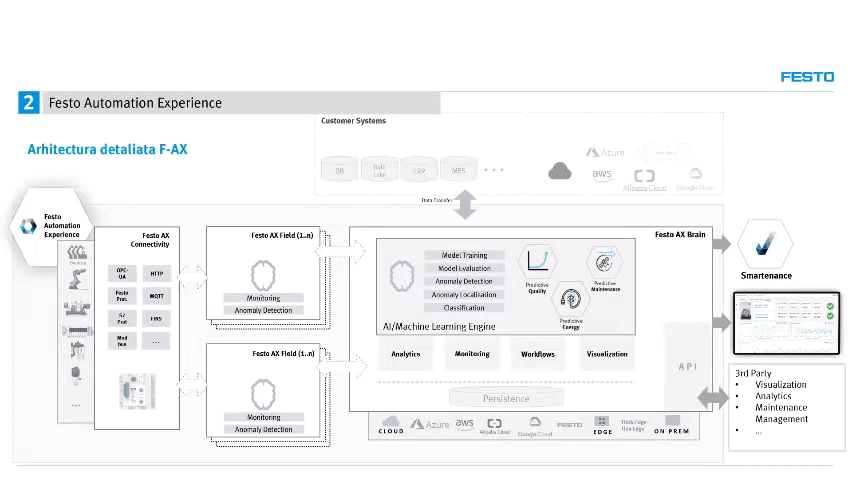 FESTO
2 Festo Automation Experience
Arhitectura detaliata F-AX
Customer Systems
DB
Data
Lake
ERP
MES
...
Azure
aws
Alibaba Cloud
Google Cloud
Data Transfer
Festo
Automation
Experience
Devices
...
Festo AX
Connectivity
OPC-
UA
HTTP
Festo
Prot.
MQTT
S7
Prot
FINS
Mod
bus
...
Festo AX Field (1..n)
Monitoring
Anomaly Detection
Festo AX Field (1..n)
Monitoring
Anomaly Detection
Festo AX Brain
Model Training
Model Evaluation
Anomaly Detection
Anomaly Localisation
Classification
AI/Machine Learning Engine
Predictive
Quality
Predictive
Maintenance
Predictive
Energy
Analytics
Monitoring
Workflows
Visualization
API
Persistence
CLOUD
Azure
aws
Alibaba Cloud
Google Cloud
FESTO
EDGE
Thick Edge
Thin Edge
ON PREM
Smartenance
3rd Party
• Visualization
• Analytics
• Maintenance
Management
• ...